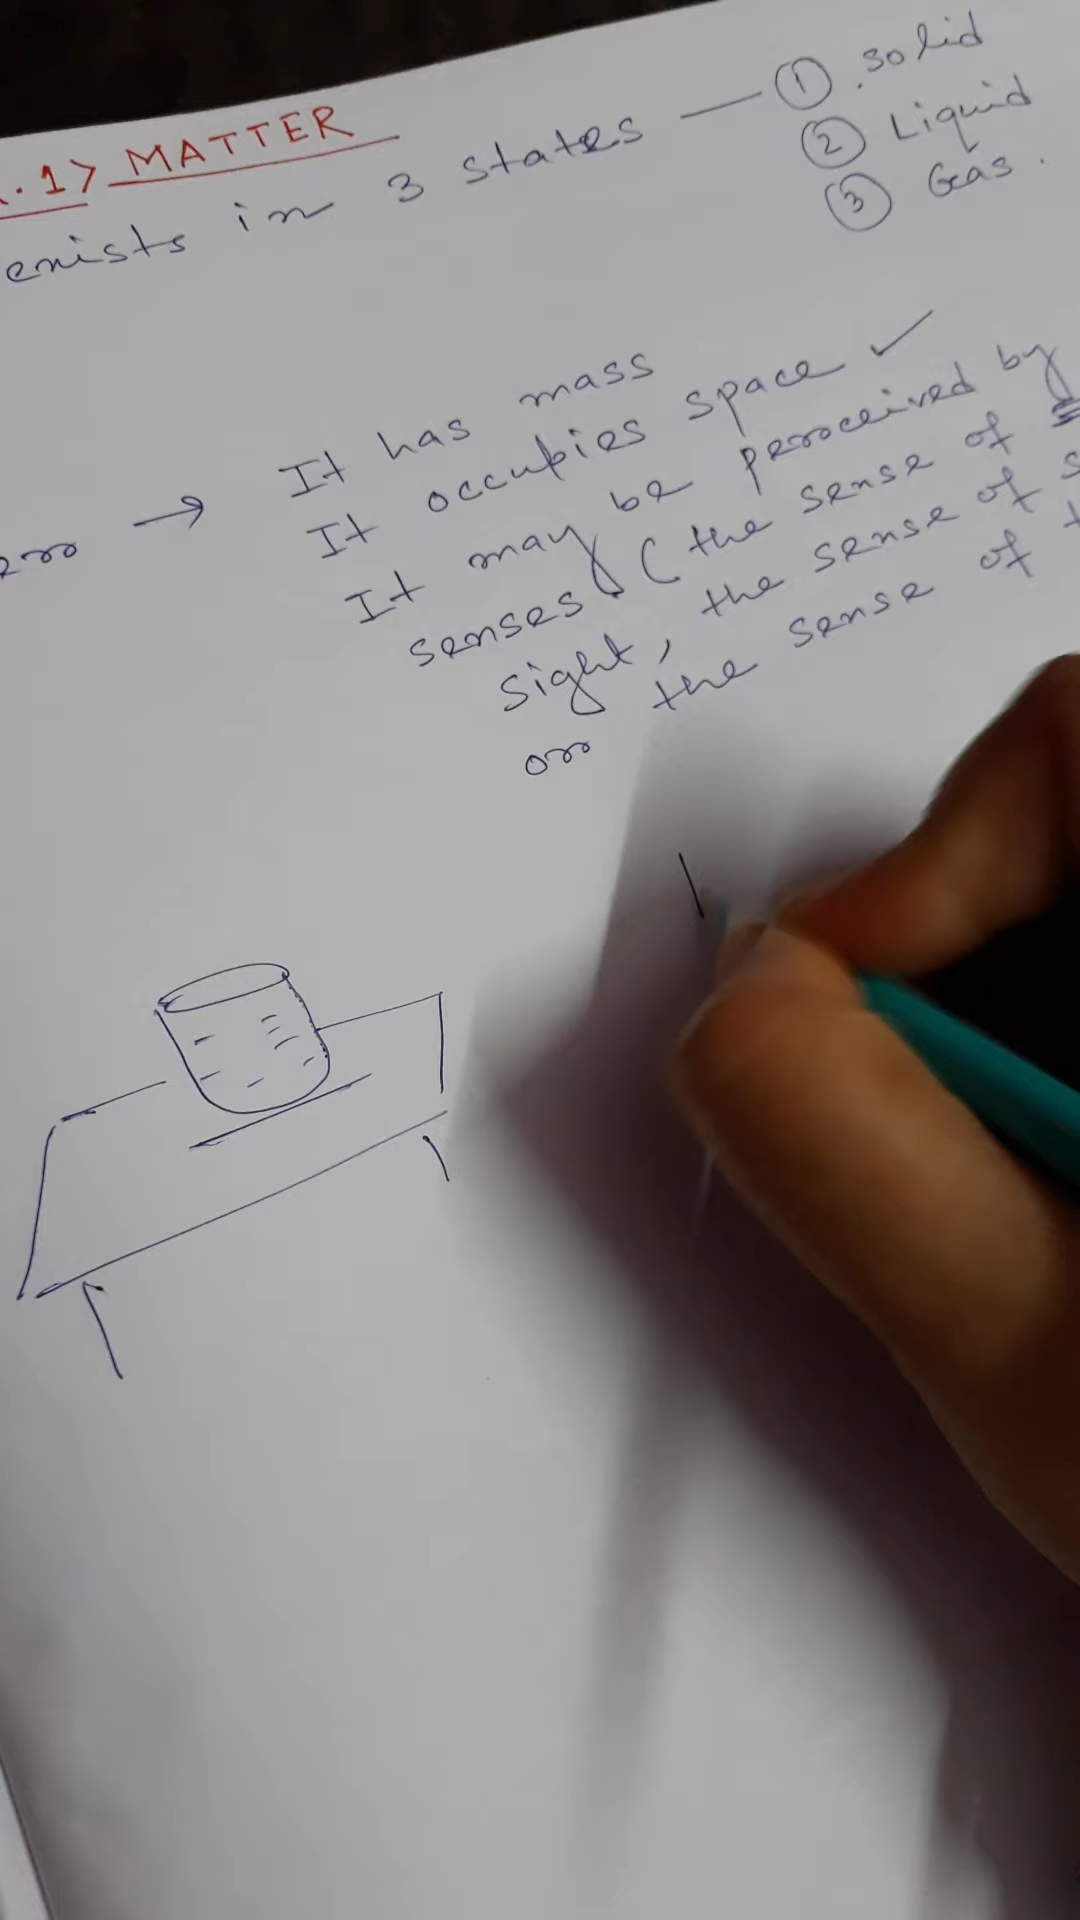 .1> MATTER
exists in 3 states — ① Solid
② Liquid
③ Gas.
→ It has mass
It occupies space ✓
It may be perceived by
senses. (the sense of
sight, the sense of
or the sense of